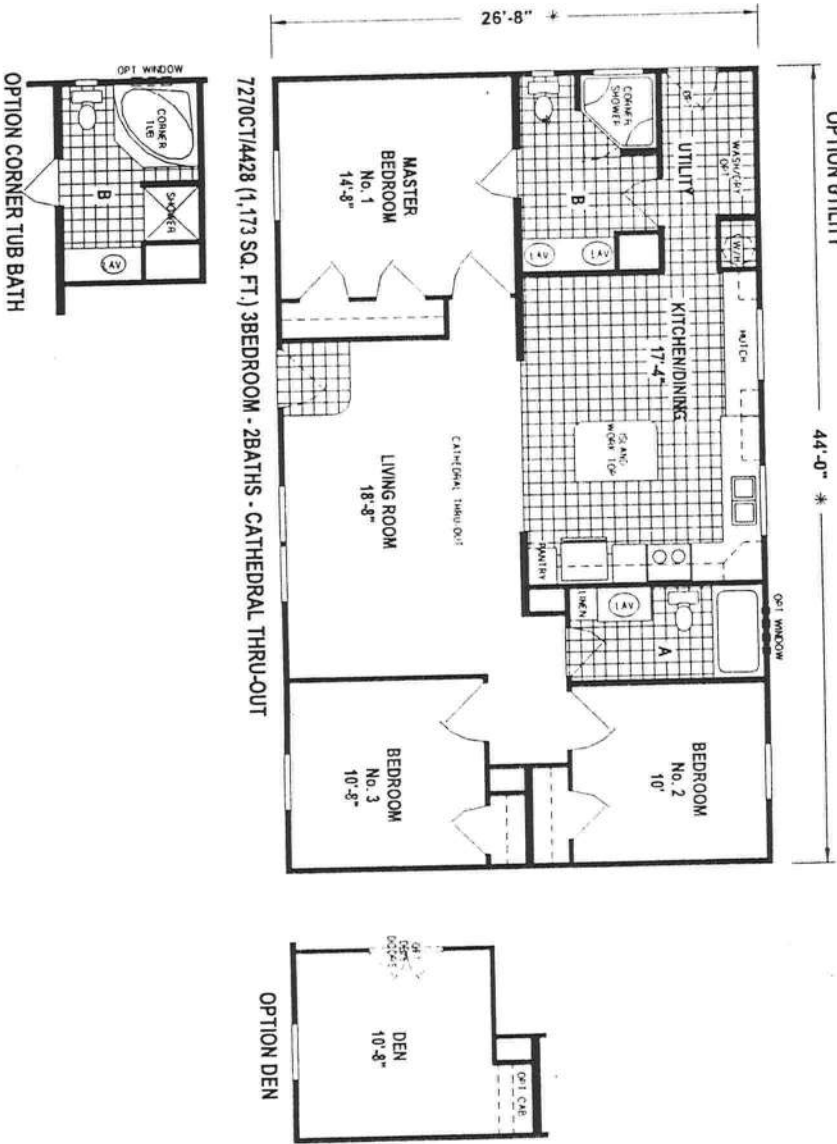 OPTION UTILITY
44'-0" *
26'-8" *
OPT
WASH/DRY
OPT
UTILITY
W/H
HUTCH
KITCHEN/DINING
17'-4"
ISLAND
WORK TOP
PANTRY
CORNER
SHOWER
B
LAV
LAV
OPT WINDOW
A
LAV
LINEN
MASTER
BEDROOM
No. 1
14'-8"
CATHEDRAL THRU-OUT
LIVING ROOM
18'-8"
BEDROOM
No. 2
10'
BEDROOM
No. 3
10'-8"
7270CT/4428 (1,173 SQ. FT.) 3BEDROOM - 2BATHS - CATHEDRAL THRU-OUT
OPT WINDOW
CORNER
TUB
SHOWER
B
LAV
OPTION CORNER TUB BATH
OPT CAB
DEN
10'-8"
OPTION DEN